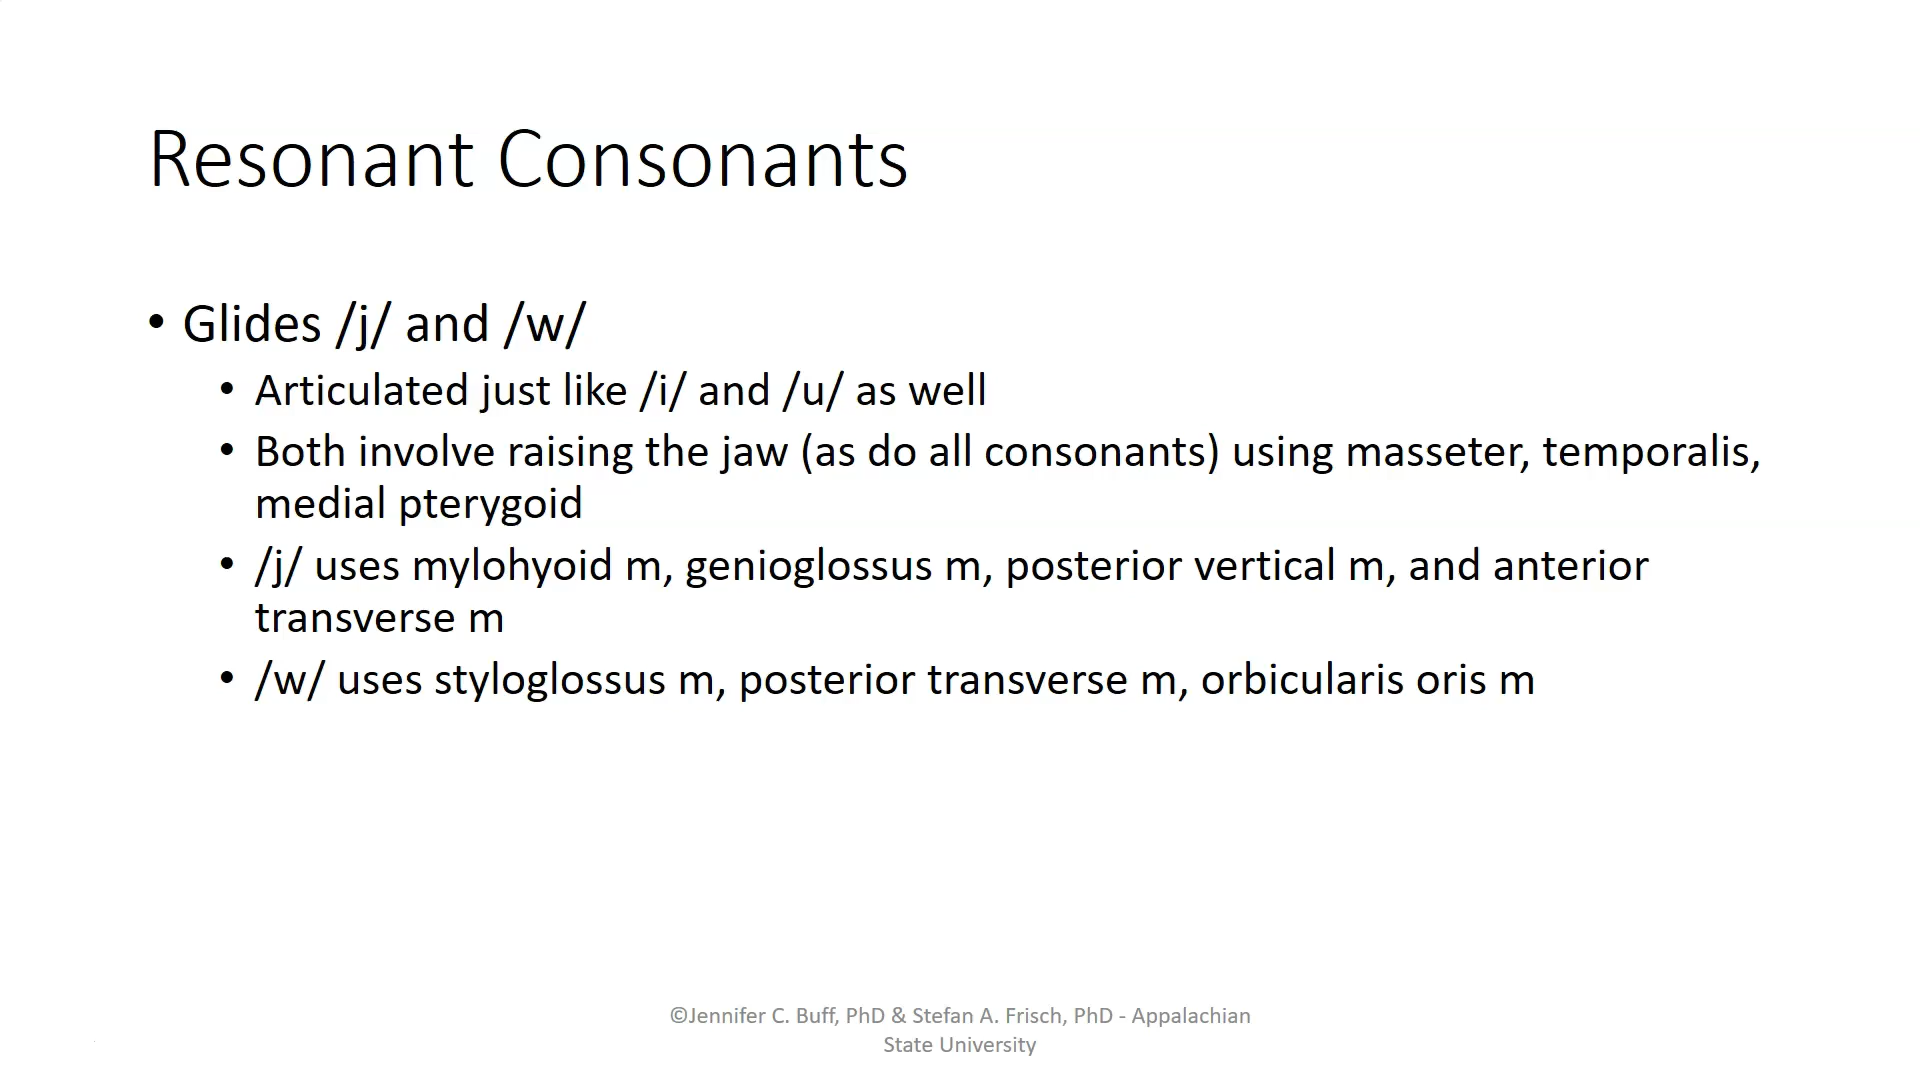 Resonant Consonants
• Glides /j/ and /w/
• Articulated just like /i/ and /u/ as well
• Both involve raising the jaw (as do all consonants) using masseter, temporalis,
medial pterygoid
• /j/ uses mylohyoid m, genioglossus m, posterior vertical m, and anterior
transverse m
• /w/ uses styloglossus m, posterior transverse m, orbicularis oris m
©Jennifer C. Buff, PhD & Stefan A. Frisch, PhD - Appalachian
State University